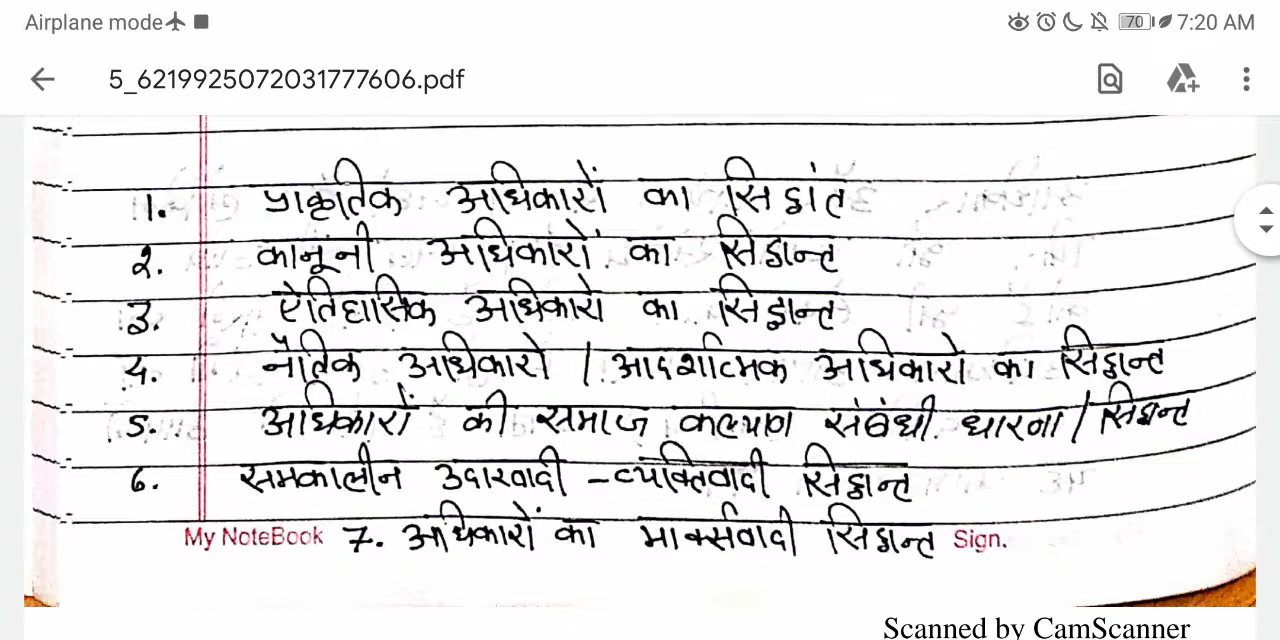 Airplane mode 70 7:20 AM
5_6219925072031777606.pdf
1. प्राकृतिक अधिकारों का सिद्धांत
2. कानूनी अधिकारों का सिद्धान्त
3. ऐतिहासिक अधिकारो का सिद्धान्त
4. नैतिक अधिकारो / आदर्शात्मक अधिकारो का सिद्धान्त
5. अधिकारों की समाज कल्याण संबंधी धारणा / सिद्धान्त
6. समकालीन उदारवादी - व्यक्तिवादी सिद्धान्त
My NoteBook 7. अधिकारों का मार्क्सवादी सिद्धान्त Sign.
Scanned by CamScanner